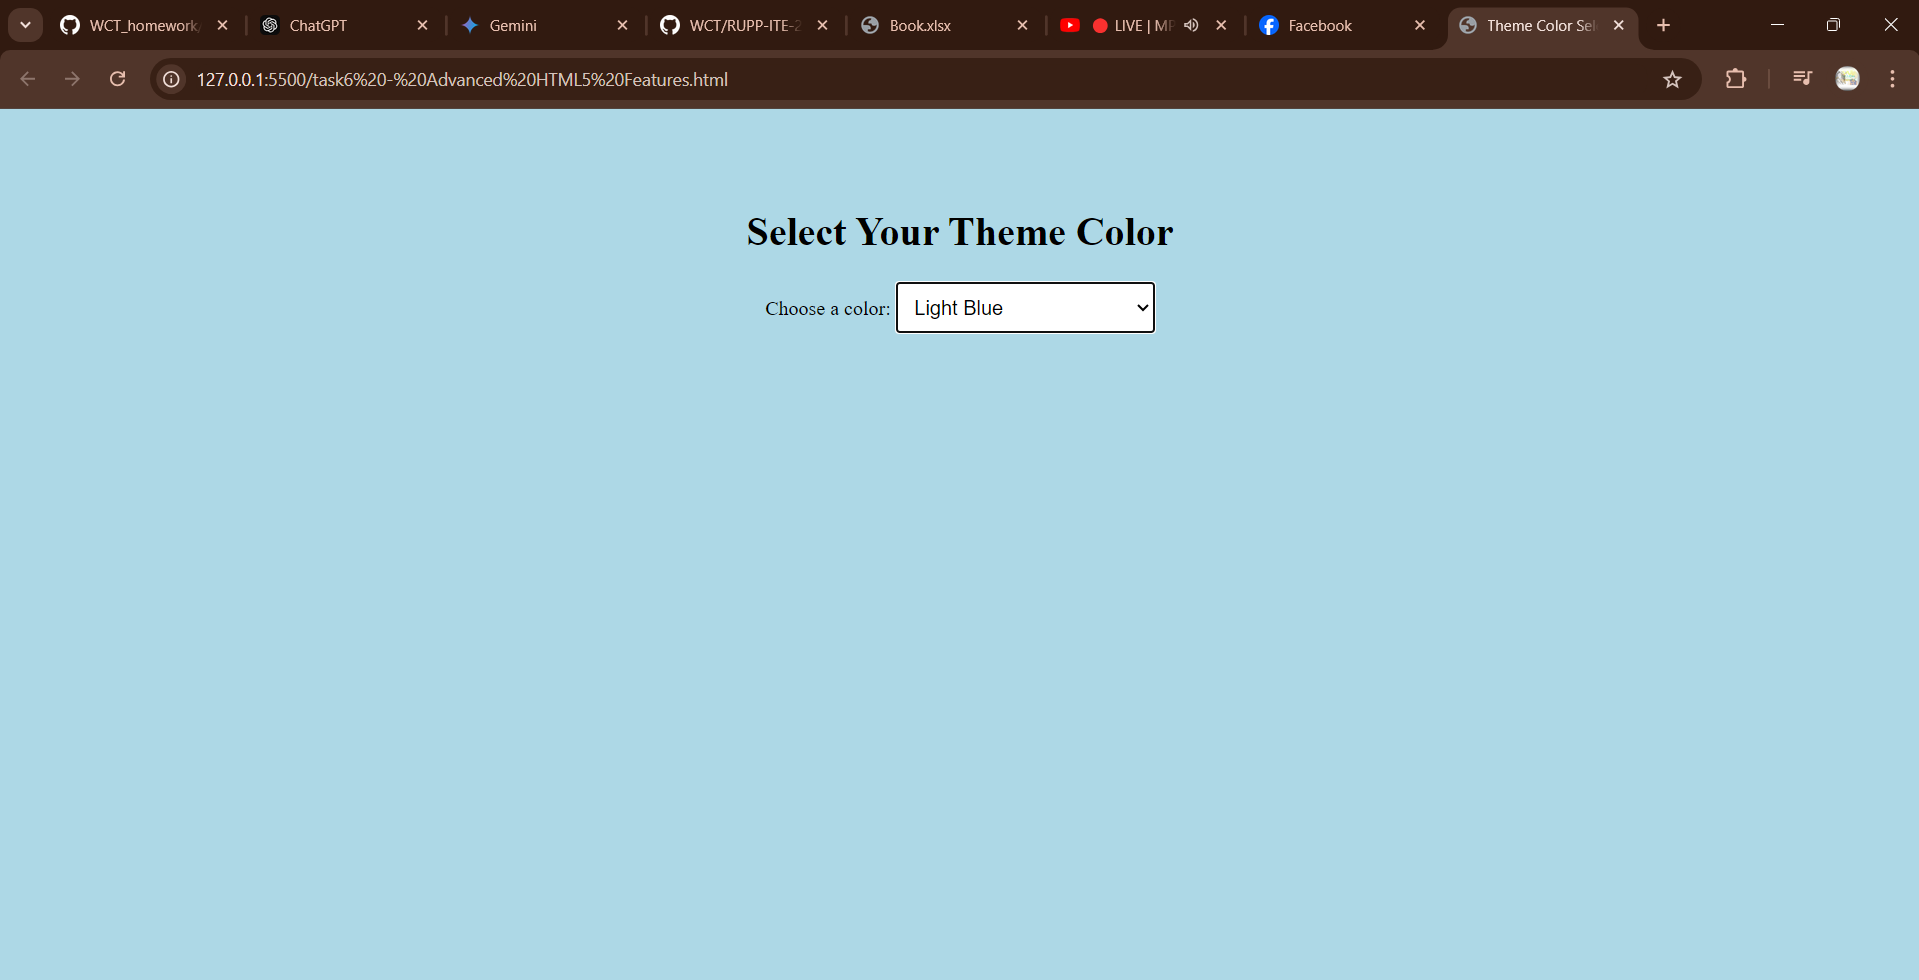 WCT_homework
ChatGPT
Gemini
WCT/RUPP-ITE-2
Book.xlsx
LIVE | MP
Facebook
Theme Color Sel
127.0.0.1:5500/task6%20-%20Advanced%20HTML5%20Features.html
Select Your Theme Color
Choose a color: Light Blue